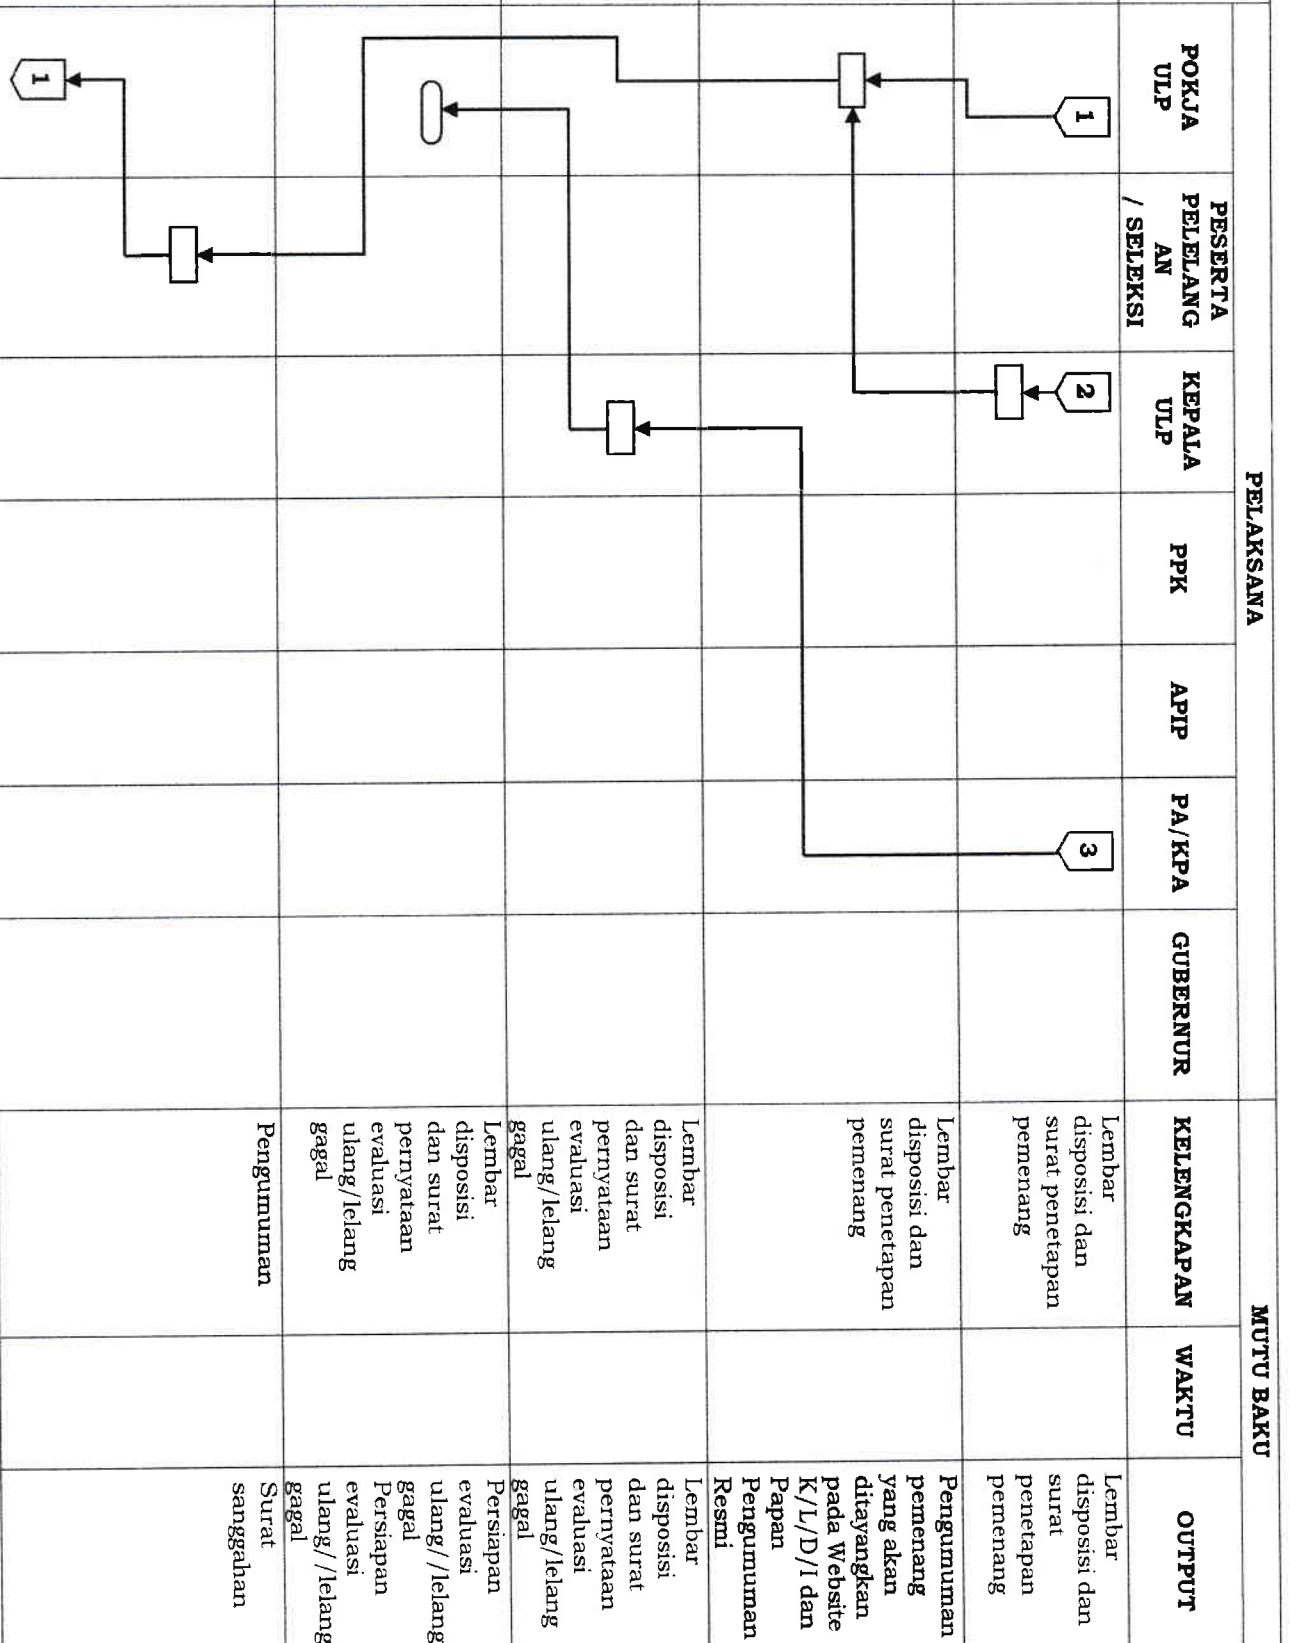 PELAKSANA
MUTU BAKU
POKJA
ULP
PESERTA
PELELANG
AN
/ SELEKSI
KEPALA
ULP
PPK
APIP
PA/KPA
GUBERNUR
KELENGKAPAN
WAKTU
OUTPUT
1
2
3
Lembar
disposisi dan
surat penetapan
pemenang
Lembar
disposisi dan
surat
penetapan
pemenang
Lembar
disposisi dan
surat penetapan
pemenang
Pengumuman
pemenang
yang akan
ditayangkan
pada Website
K/L/D/I dan
Papan
Pengumuman
Resmi
Lembar
disposisi
dan surat
pernyataan
evaluasi
ulang/lelang
gagal
Lembar
disposisi
dan surat
pernyataan
evaluasi
ulang/lelang
gagal
Lembar
disposisi
dan surat
pernyataan
evaluasi
ulang/lelang
gagal
Persiapan
evaluasi
ulang//lelang
gagal
Persiapan
evaluasi
ulang//lelang
gagal
Pengumuman
Surat
sanggahan
1